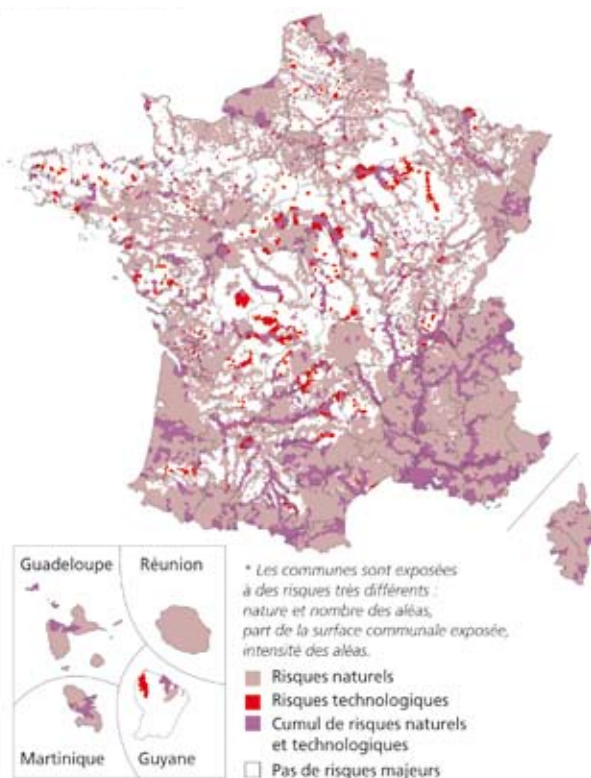 Guadeloupe
Réunion
Martinique
Guyane
* Les communes sont exposées
à des risques très différents :
nature et nombre des aléas,
part de la surface communale exposée,
intensité des aléas.
Risques naturels
Risques technologiques
Cumul de risques naturels
et technologiques
Pas de risques majeurs